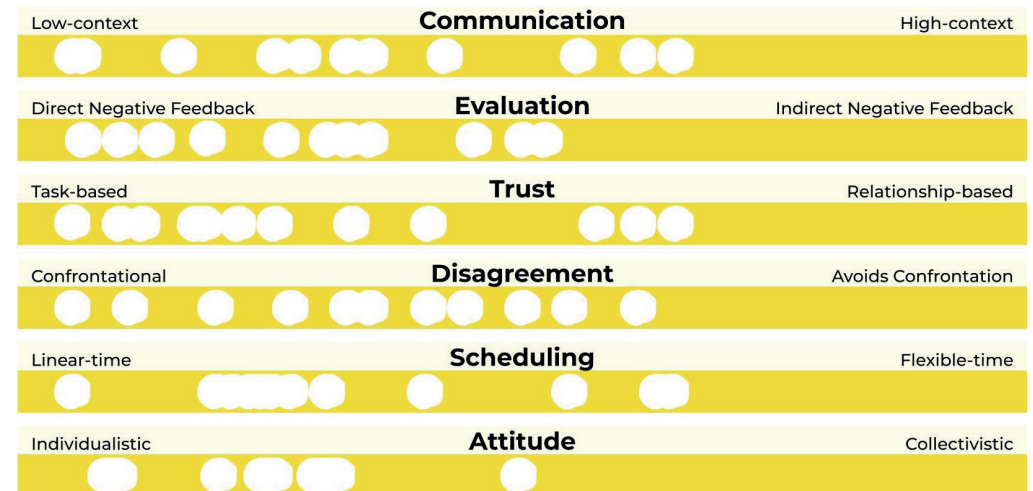 Low-context Communication High-context
Direct Negative Feedback Evaluation Indirect Negative Feedback
Task-based Trust Relationship-based
Confrontational Disagreement Avoids Confrontation
Linear-time Scheduling Flexible-time
Individualistic Attitude Collectivistic